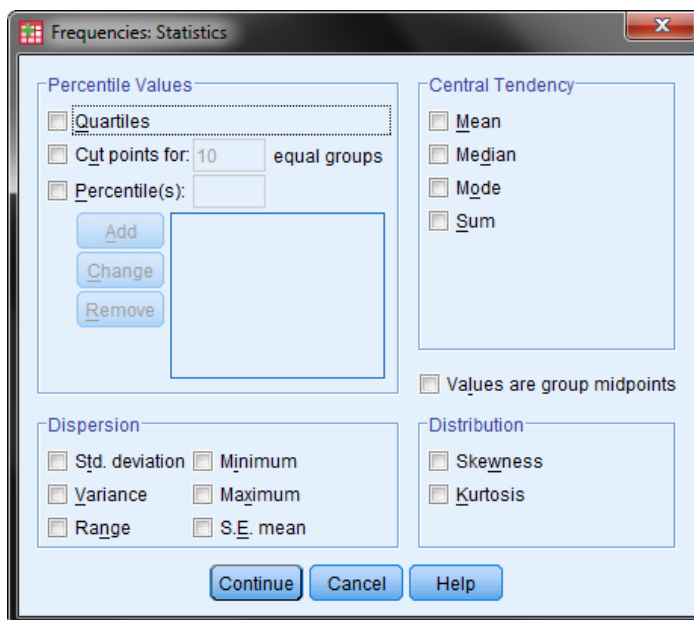 Frequencies: Statistics
X
Percentile Values
Quartiles
Cut points for: 10 equal groups
Percentile(s):
Add
Change
Remove
Central Tendency
Mean
Median
Mode
Sum
Values are group midpoints
Dispersion
Std. deviation Minimum
Variance Maximum
Range S.E. mean
Distribution
Skewness
Kurtosis
Continue Cancel Help